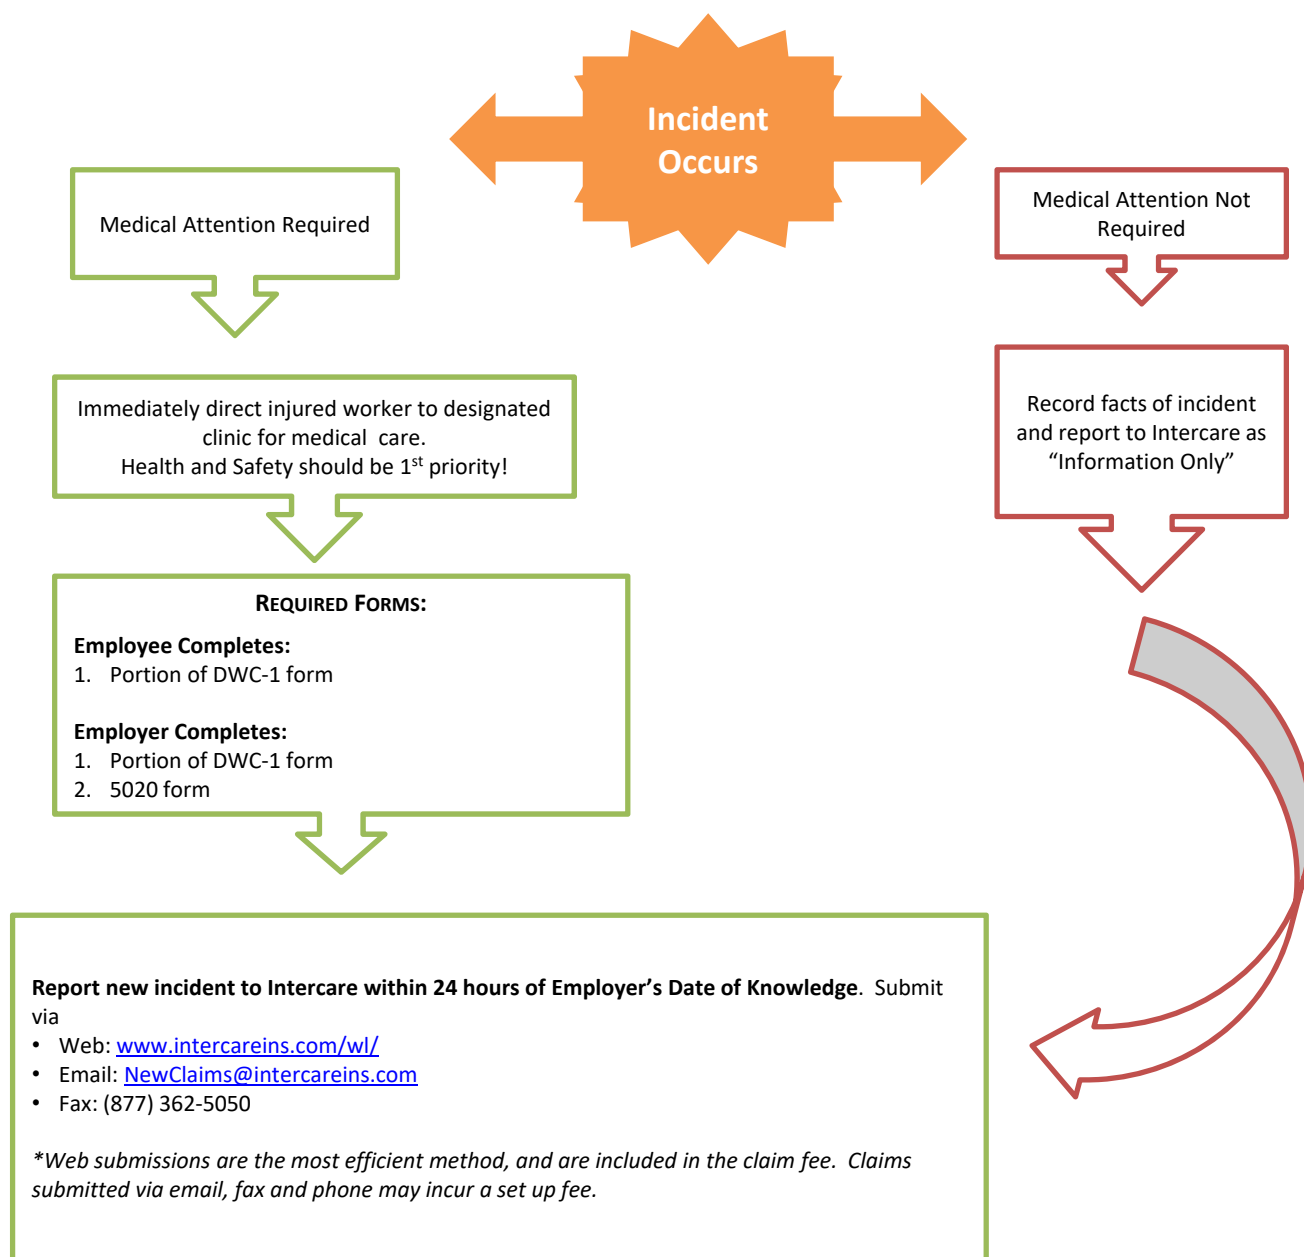 Incident
Occurs
Medical Attention Required
Medical Attention Not
Required
Immediately direct injured worker to designated
clinic for medical  care.
Health and Safety should be 1st priority!
Record facts of incident
and report to Intercare as
“Information Only”
REQUIRED FORMS:
Employee Completes:
1. Portion of DWC-1 form
Employer Completes:
1. Portion of DWC-1 form
2. 5020 form
Report new incident to Intercare within 24 hours of Employer’s Date of Knowledge.  Submit
via
• Web: www.intercareins.com/wl/
• Email: NewClaims@intercareins.com
• Fax: (877) 362-5050
*Web submissions are the most efficient method, and are included in the claim fee.  Claims
submitted via email, fax and phone may incur a set up fee.